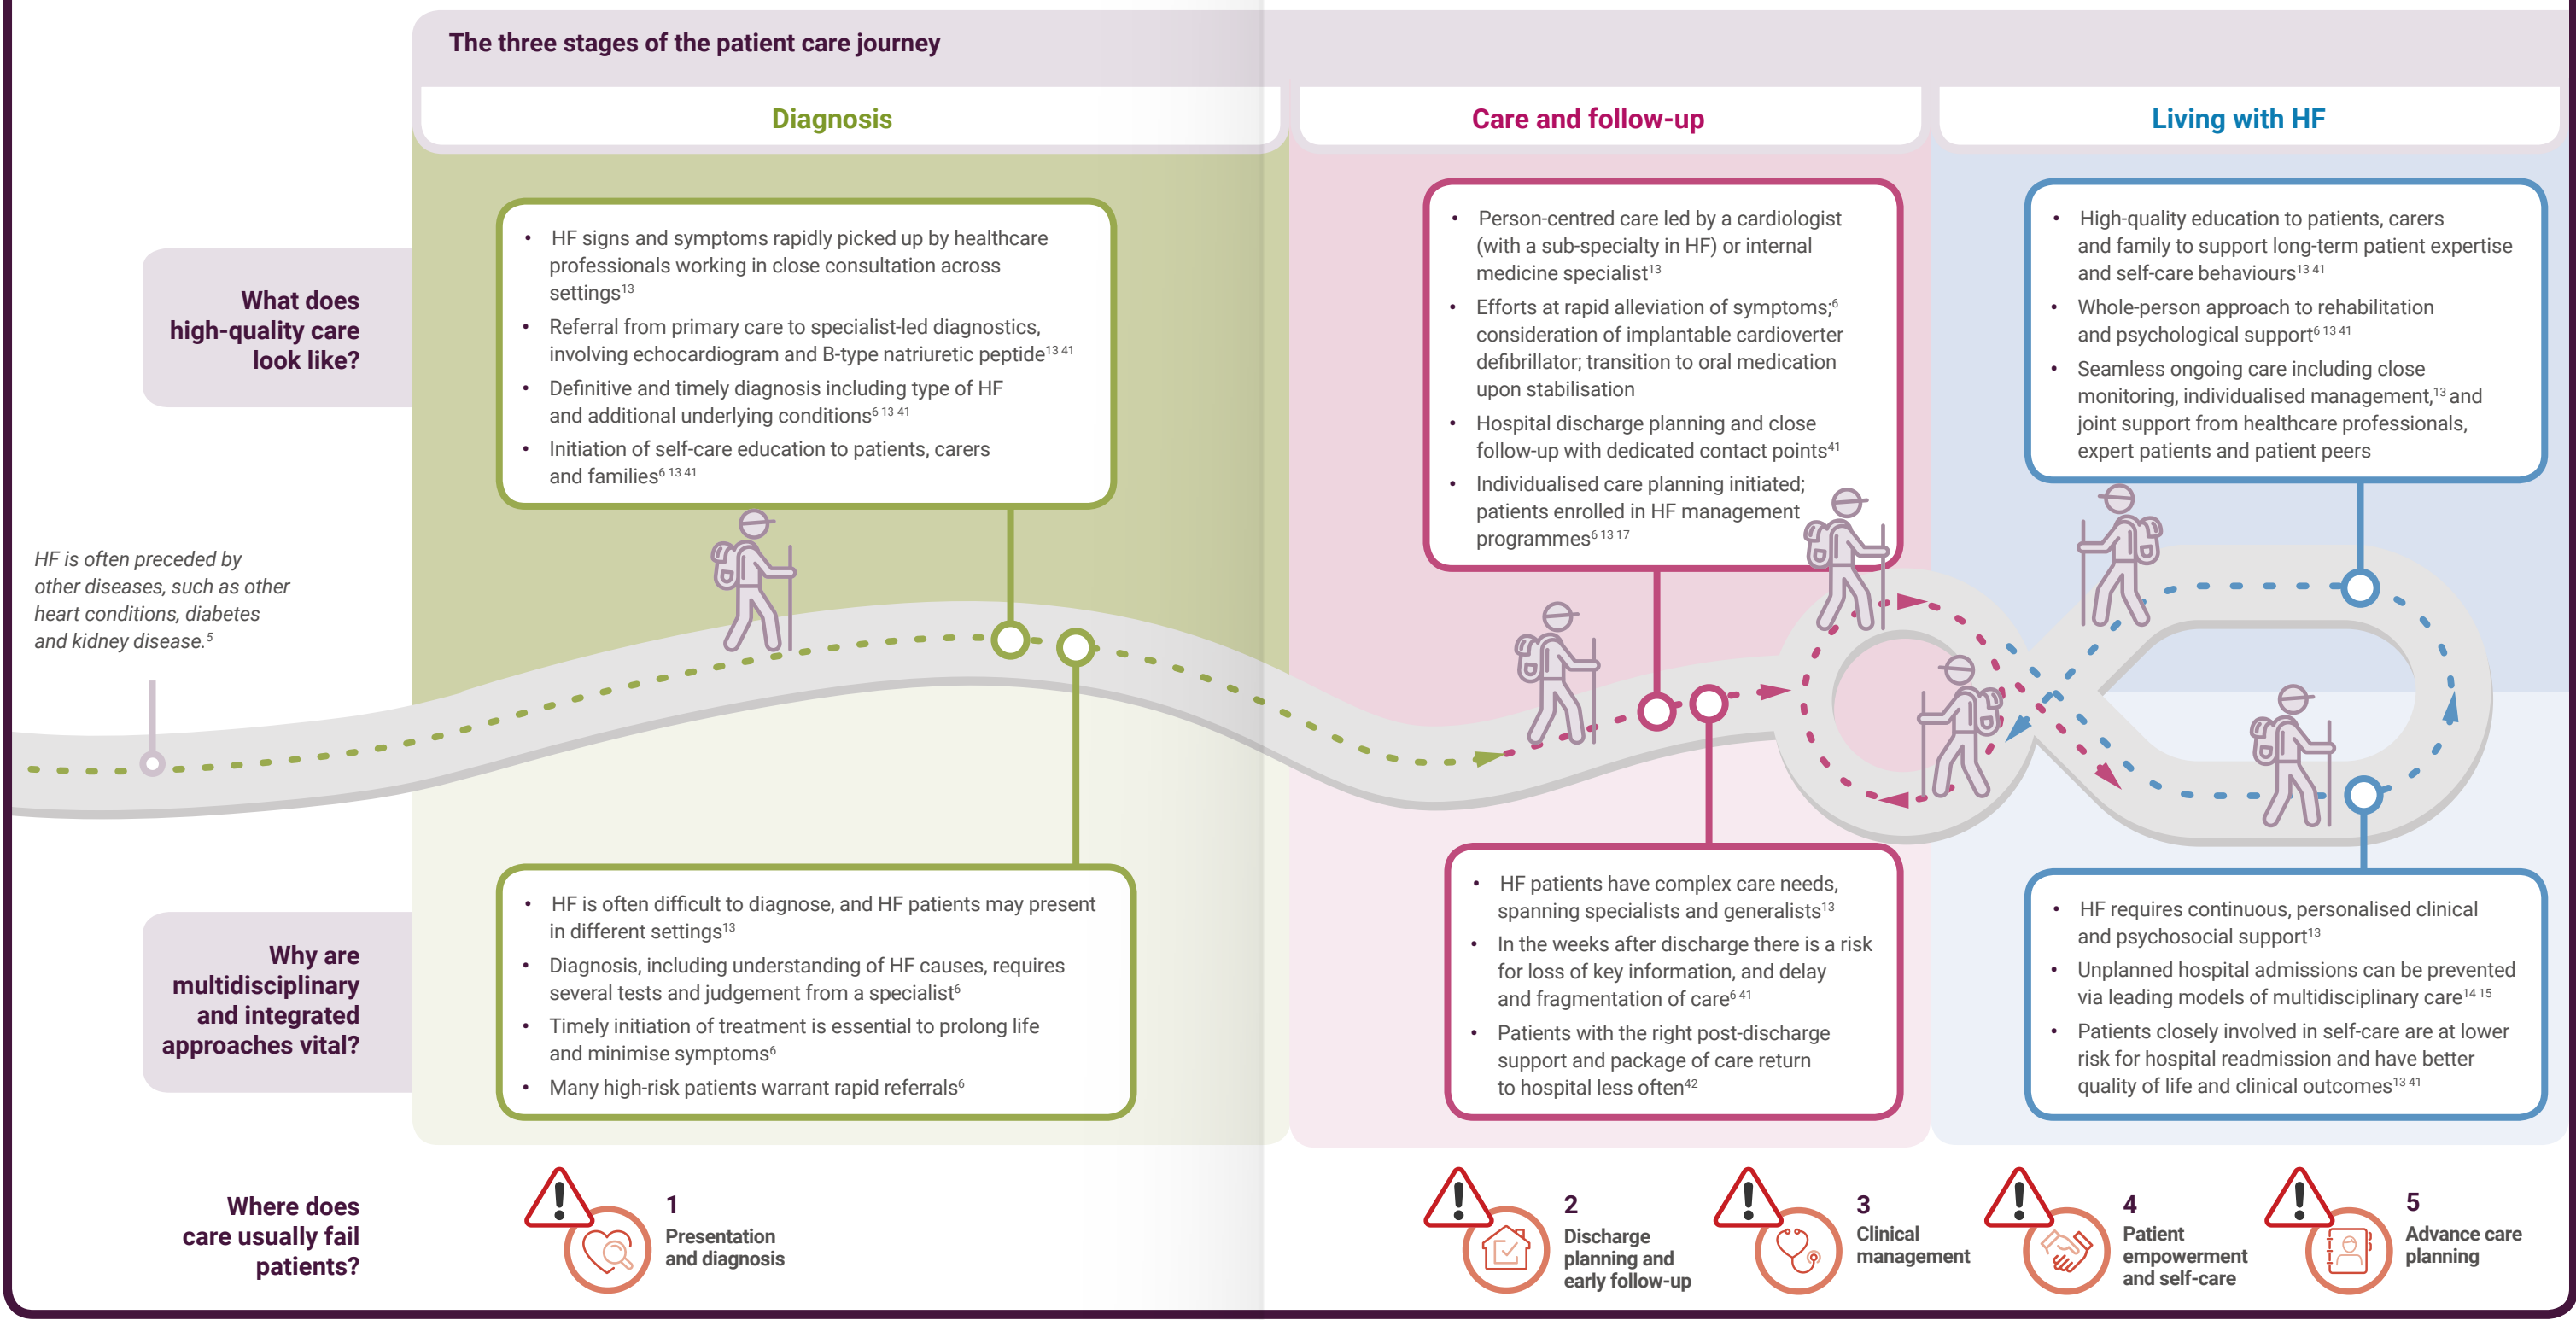 The three stages of the patient care journey
Diagnosis
Care and follow-up
Living with HF
What does
high-quality care
look like?
• HF signs and symptoms rapidly picked up by healthcare
professionals working in close consultation across
settings13
• Referral from primary care to specialist-led diagnostics,
involving echocardiogram and B-type natriuretic peptide13 41
• Definitive and timely diagnosis including type of HF
and additional underlying conditions6 13 41
• Initiation of self-care education to patients, carers
and families6 13 41
• Person-centred care led by a cardiologist
(with a sub-specialty in HF) or internal
medicine specialist13
• Efforts at rapid alleviation of symptoms;6
consideration of implantable cardioverter
defibrillator; transition to oral medication
upon stabilisation
• Hospital discharge planning and close
follow-up with dedicated contact points41
• Individualised care planning initiated;
patients enrolled in HF management
programmes6 13 17
• High-quality education to patients, carers
and family to support long-term patient expertise
and self-care behaviours13 41
• Whole-person approach to rehabilitation
and psychological support6 13 41
• Seamless ongoing care including close
monitoring, individualised management,13 and
joint support from healthcare professionals,
expert patients and patient peers
HF is often preceded by
other diseases, such as other
heart conditions, diabetes
and kidney disease.5
Why are
multidisciplinary
and integrated
approaches vital?
• HF is often difficult to diagnose, and HF patients may present
in different settings13
• Diagnosis, including understanding of HF causes, requires
several tests and judgement from a specialist6
• Timely initiation of treatment is essential to prolong life
and minimise symptoms6
• Many high-risk patients warrant rapid referrals6
• HF patients have complex care needs,
spanning specialists and generalists13
• In the weeks after discharge there is a risk
for loss of key information, and delay
and fragmentation of care6 41
• Patients with the right post-discharge
support and package of care return
to hospital less often42
• HF requires continuous, personalised clinical
and psychosocial support13
• Unplanned hospital admissions can be prevented
via leading models of multidisciplinary care14 15
• Patients closely involved in self-care are at lower
risk for hospital readmission and have better
quality of life and clinical outcomes13 41
Where does
care usually fail
patients?
1
Presentation
and diagnosis
2
Discharge
planning and
early follow-up
3
Clinical
management
4
Patient
empowerment
and self-care
5
Advance care
planning